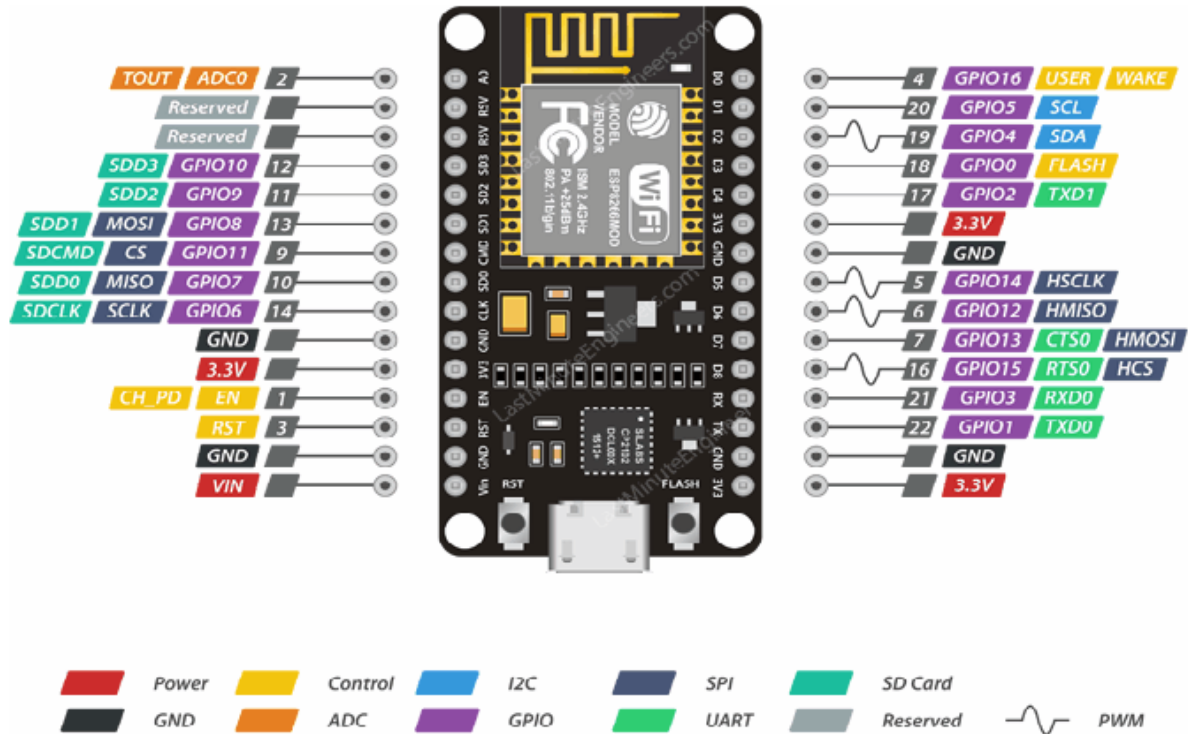 TOUT ADC0 2
Reserved
Reserved
SDD3 GPIO10 12
SDD2 GPIO9 11
SDD1 MOSI GPIO8 13
SDCMD CS GPIO11 9
SDD0 MISO GPIO7 10
SDCLK SCLK GPIO6 14
GND
3.3V
CH_PD EN 1
RST 3
GND
VIN
A0
RSV
RSV
SD3
SD2
SD1
CMD
SD0
CLK
GND
3V3
EN
RST
GND
Vin
LastMinuteEngineers.com
FC
MODEL
VENDOR
ESP8266MOD
ISM 2.4GHz
PA +25dBm
802.11b/g/n
WiFi
LastMinuteEngineers.com
SILABS
CP2102
DCL00X
1512+
LastMinuteEngineers.com
RST
FLASH
D0
D1
D2
D3
D4
3V3
GND
D5
D6
D7
D8
RX
TX
GND
3V3
4 GPIO16 USER WAKE
20 GPIO5 SCL
19 GPIO4 SDA
18 GPIO0 FLASH
17 GPIO2 TXD1
3.3V
GND
5 GPIO14 HSCLK
6 GPIO12 HMISO
7 GPIO13 CTS0 HMOSI
16 GPIO15 RTS0 HCS
21 GPIO3 RXD0
22 GPIO1 TXD0
GND
3.3V
Power Control I2C SPI SD Card
GND ADC GPIO UART Reserved PWM